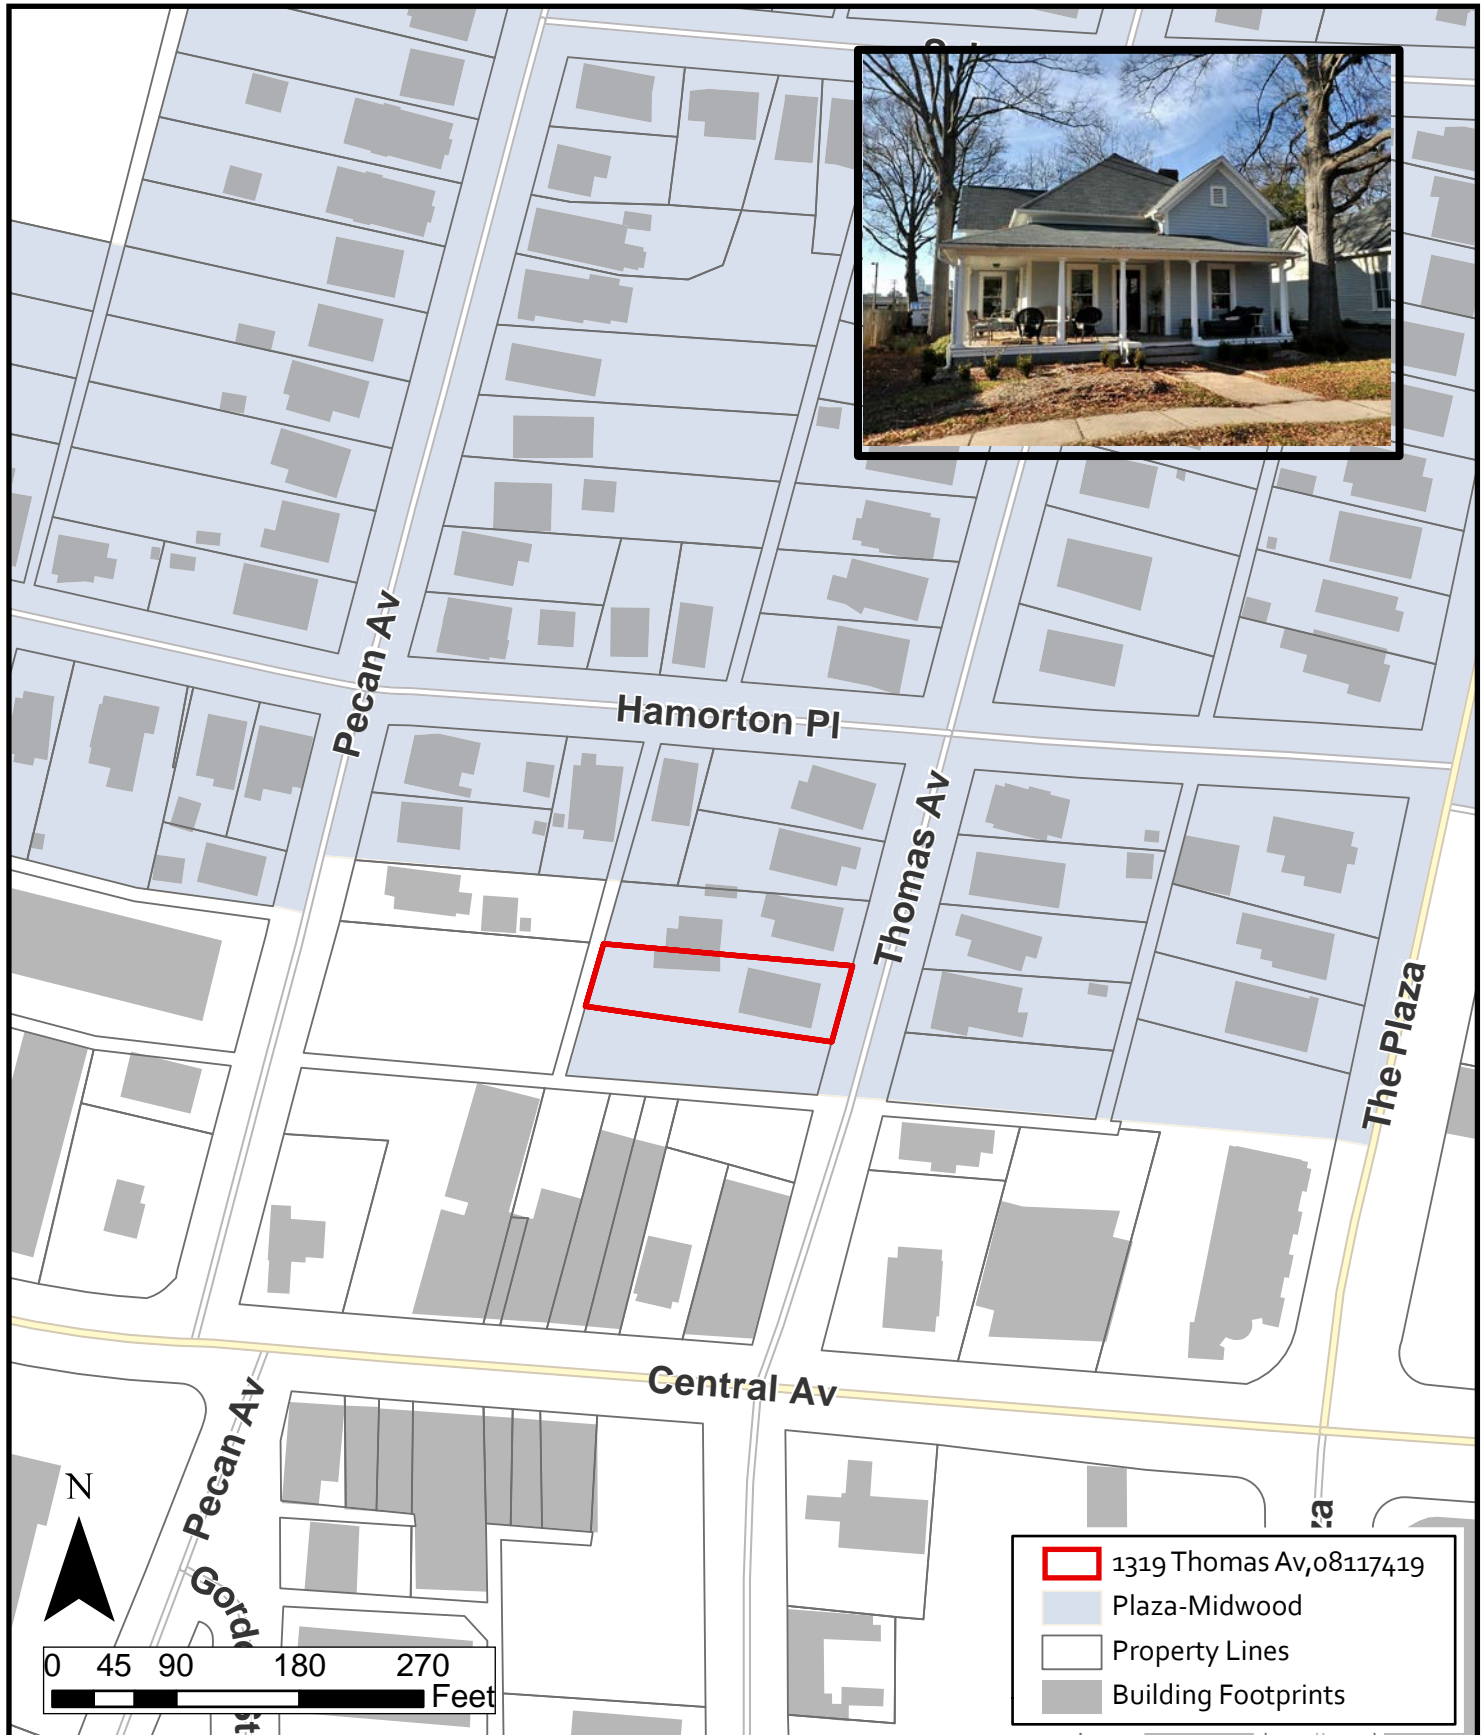 Pecan Av
Hamorton Pl
Thomas Av
The Plaza
Central Av
Pecan Av
N
0 45 90 180 270
Feet
1319 Thomas Av,08117419
Plaza-Midwood
Property Lines
Building Footprints